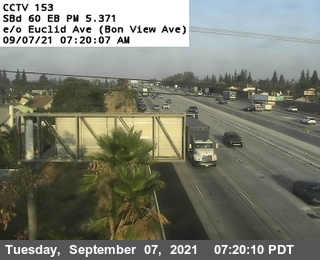 CCTV 153
SBd 60 EB PM 5.371
e/o Euclid Ave (Bon View Ave)
09/07/21 07:20:07 AM
Tuesday, September 07, 2021 07:20:10 PDT